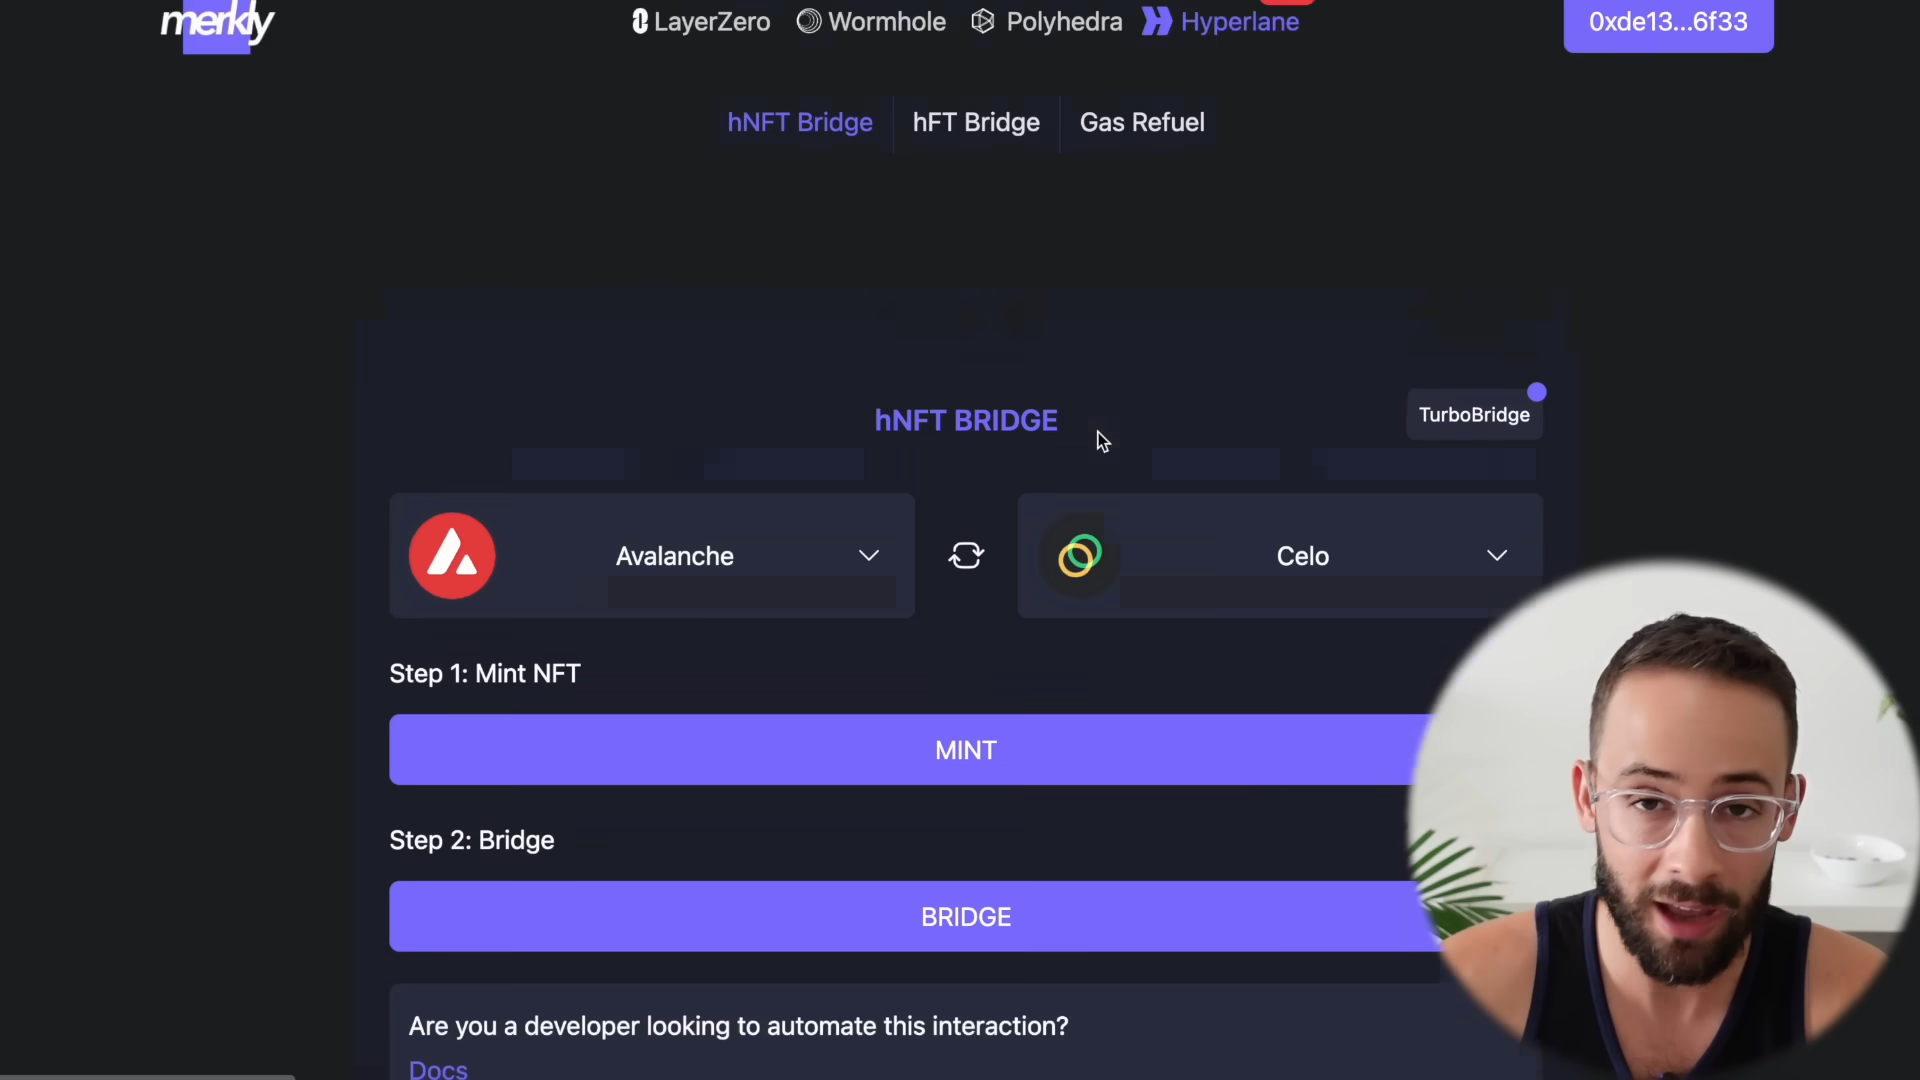 merkly
LayerZero
Wormhole
Polyhedra
Hyperlane
0xde13...6f33
hNFT Bridge
hFT Bridge
Gas Refuel
hNFT BRIDGE
TurboBridge
Avalanche
Celo
Step 1: Mint NFT
MINT
Step 2: Bridge
BRIDGE
Are you a developer looking to automate this interaction?
Docs